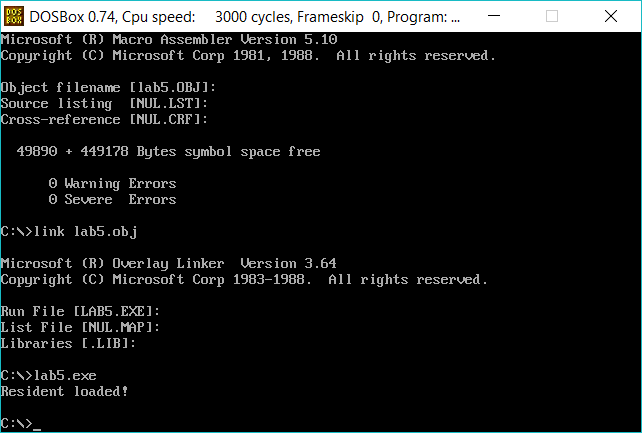 DOS BOX DOSBox 0.74, Cpu speed: 3000 cycles, Frameskip 0, Program: ...
Microsoft (R) Macro Assembler Version 5.10
Copyright (C) Microsoft Corp 1981, 1988.  All rights reserved.
Object filename [lab5.OBJ]:
Source listing  [NUL.LST]:
Cross-reference [NUL.CRF]:
49890 + 449178 Bytes symbol space free
0 Warning Errors
0 Severe  Errors
C:\>link lab5.obj
Microsoft (R) Overlay Linker  Version 3.64
Copyright (C) Microsoft Corp 1983-1988.  All rights reserved.
Run File [LAB5.EXE]:
List File [NUL.MAP]:
Libraries [.LIB]:
C:\>lab5.exe
Resident loaded!
C:\>_